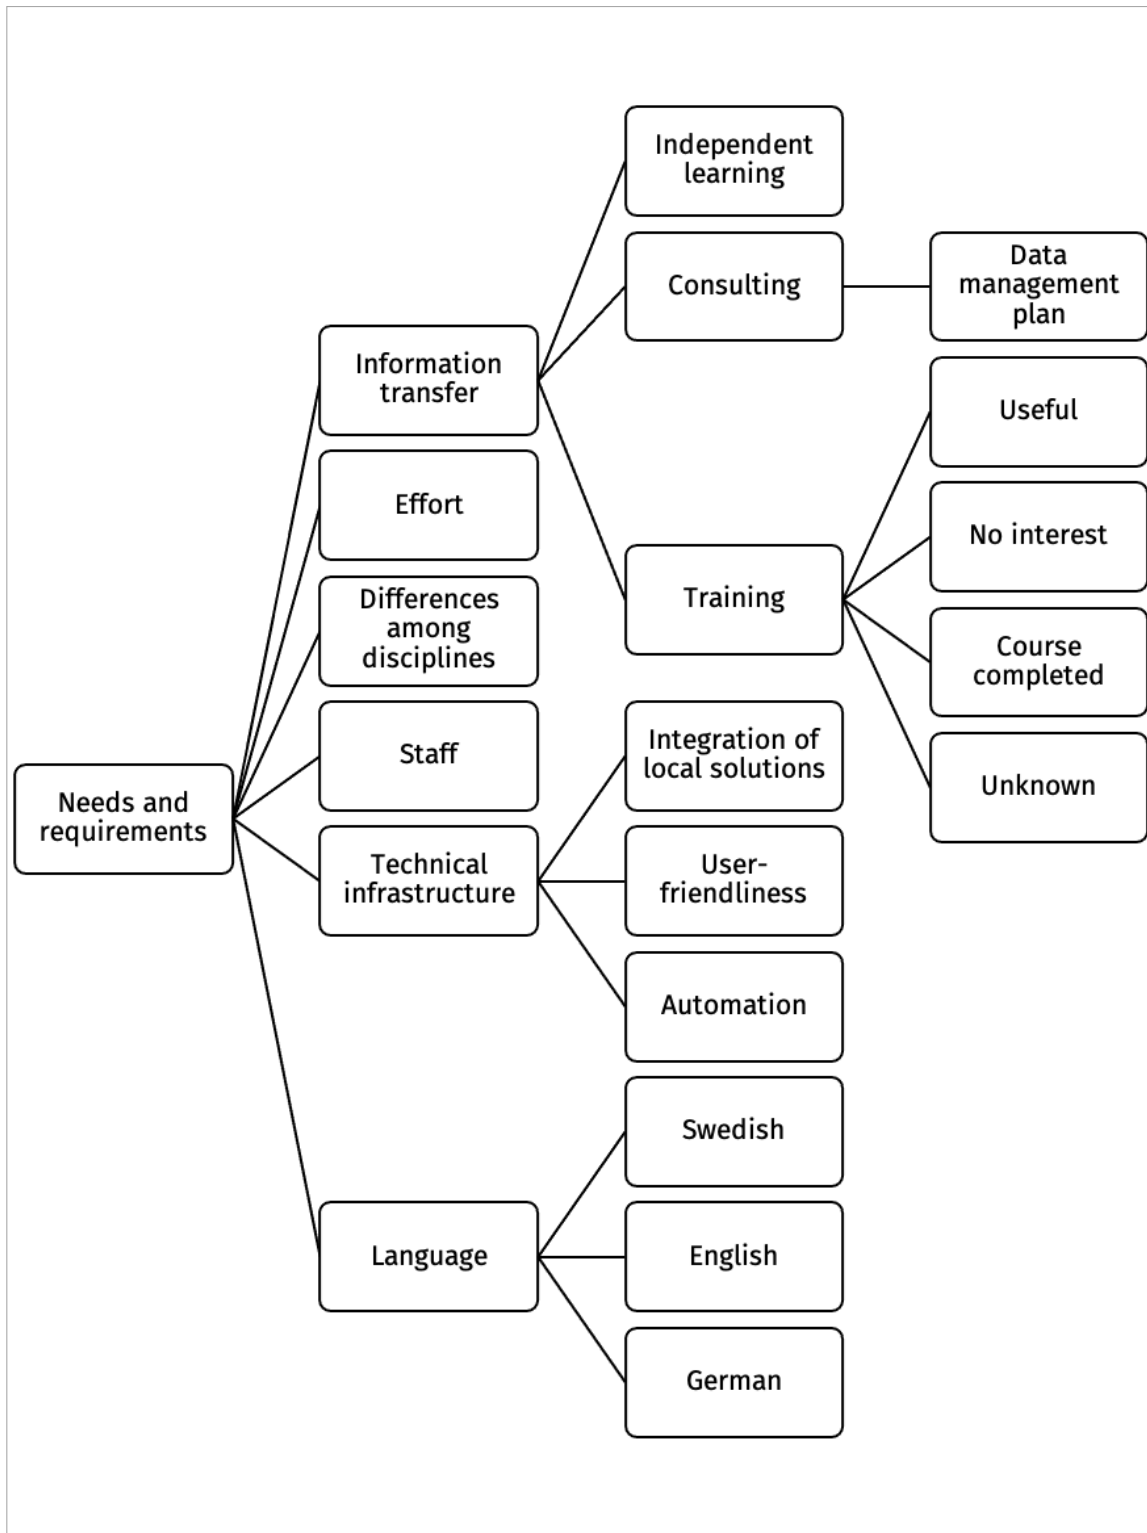 Independent
learning
Consulting
Data
management
plan
Information
transfer
Useful
Effort
No interest
Differences
among
disciplines
Training
Course
completed
Staff
Integration of
local solutions
Unknown
Needs and
requirements
Technical
infrastructure
User-
friendliness
Automation
Swedish
Language
English
German